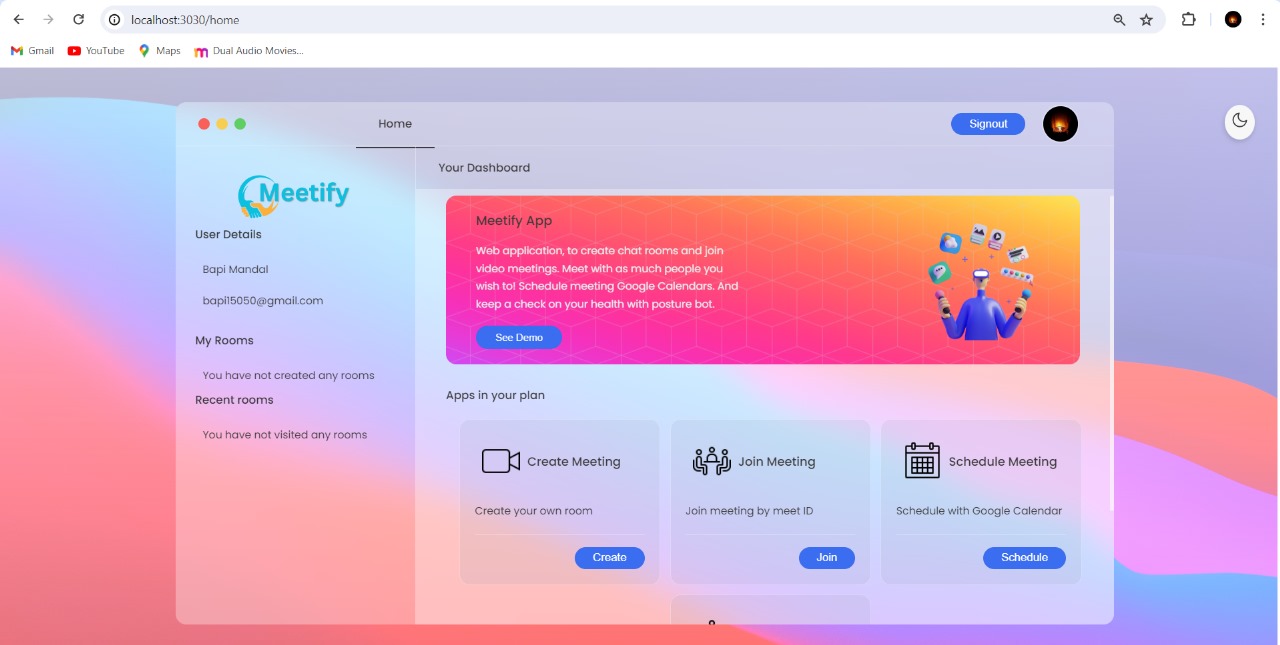 localhost:3030/home
Gmail YouTube Maps Dual Audio Movies...
Home
Signout
Meetify
User Details
Bapi Mandal
bapi15050@gmail.com
My Rooms
You have not created any rooms
Recent rooms
You have not visited any rooms
Your Dashboard
Meetify App
Web application, to create chat rooms and join
video meetings. Meet with as much people you
wish to! Schedule meeting Google Calendars. And
keep a check on your health with posture bot.
See Demo
Apps in your plan
Create Meeting
Create your own room
Create
Join Meeting
Join meeting by meet ID
Join
Schedule Meeting
Schedule with Google Calendar
Schedule